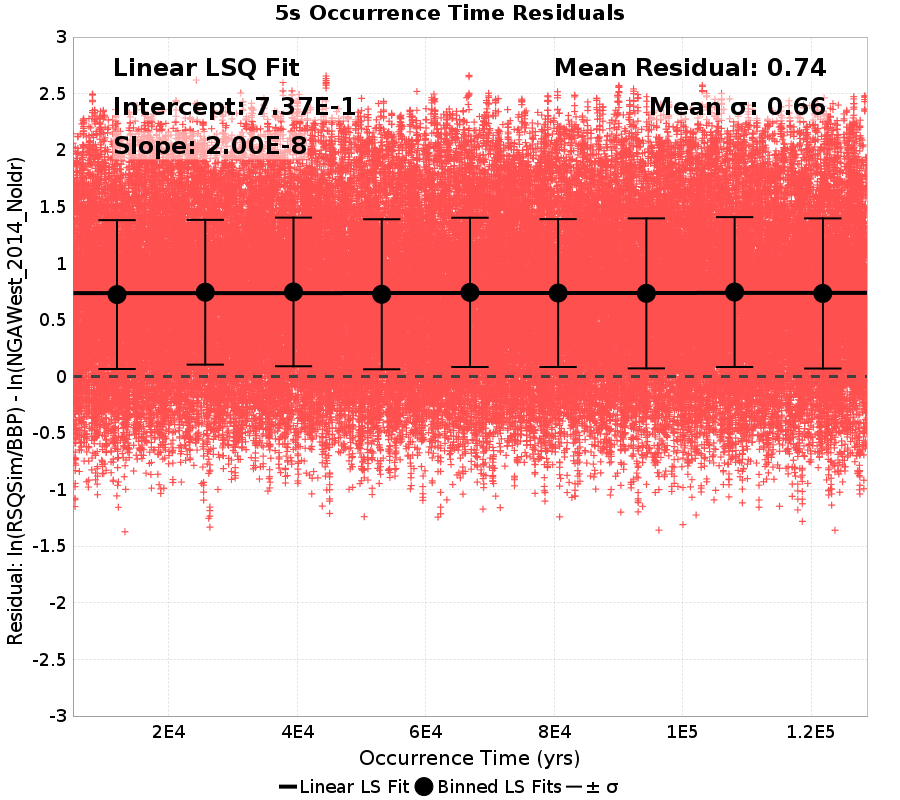 5s Occurrence Time Residuals
Linear LSQ Fit
Intercept: 7.37E-1
Slope: 2.00E-8
Mean Residual: 0.74
Mean σ: 0.66
Residual: ln(RSQSim/BBP) - ln(NGAWest_2014_NoIdr)
3
2.5
2
1.5
1
0.5
0
-0.5
-1
-1.5
-2
-2.5
-3
2E4 4E4 6E4 8E4 1E5 1.2E5
Occurrence Time (yrs)
Linear LS Fit Binned LS Fits ± σ